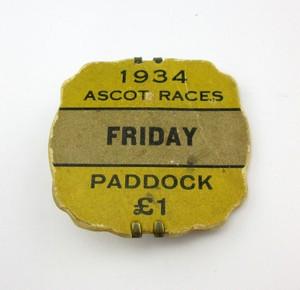 1934
ASCOT RACES
FRIDAY
PADDOCK
£1